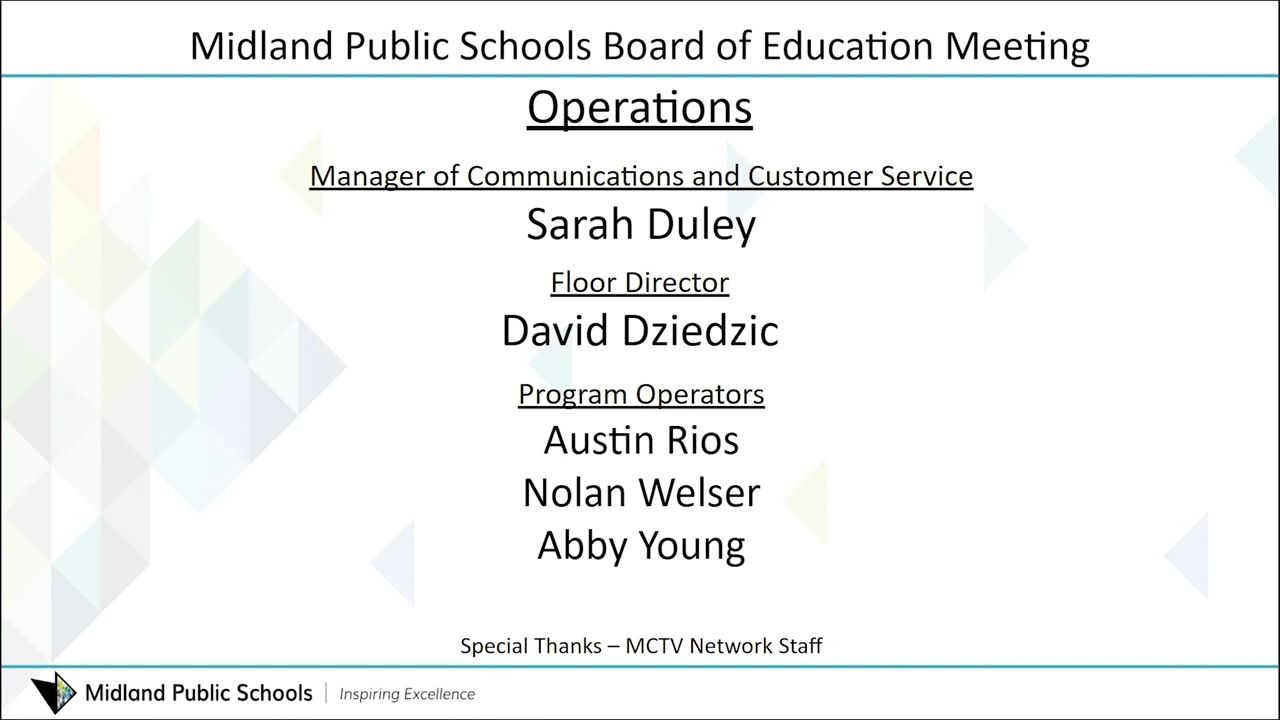 Midland Public Schools Board of Education Meeting
Operations
Manager of Communications and Customer Service
Sarah Duley
Floor Director
David Dziedzic
Program Operators
Austin Rios
Nolan Welser
Abby Young
Special Thanks – MCTV Network Staff
Midland Public Schools | Inspiring Excellence